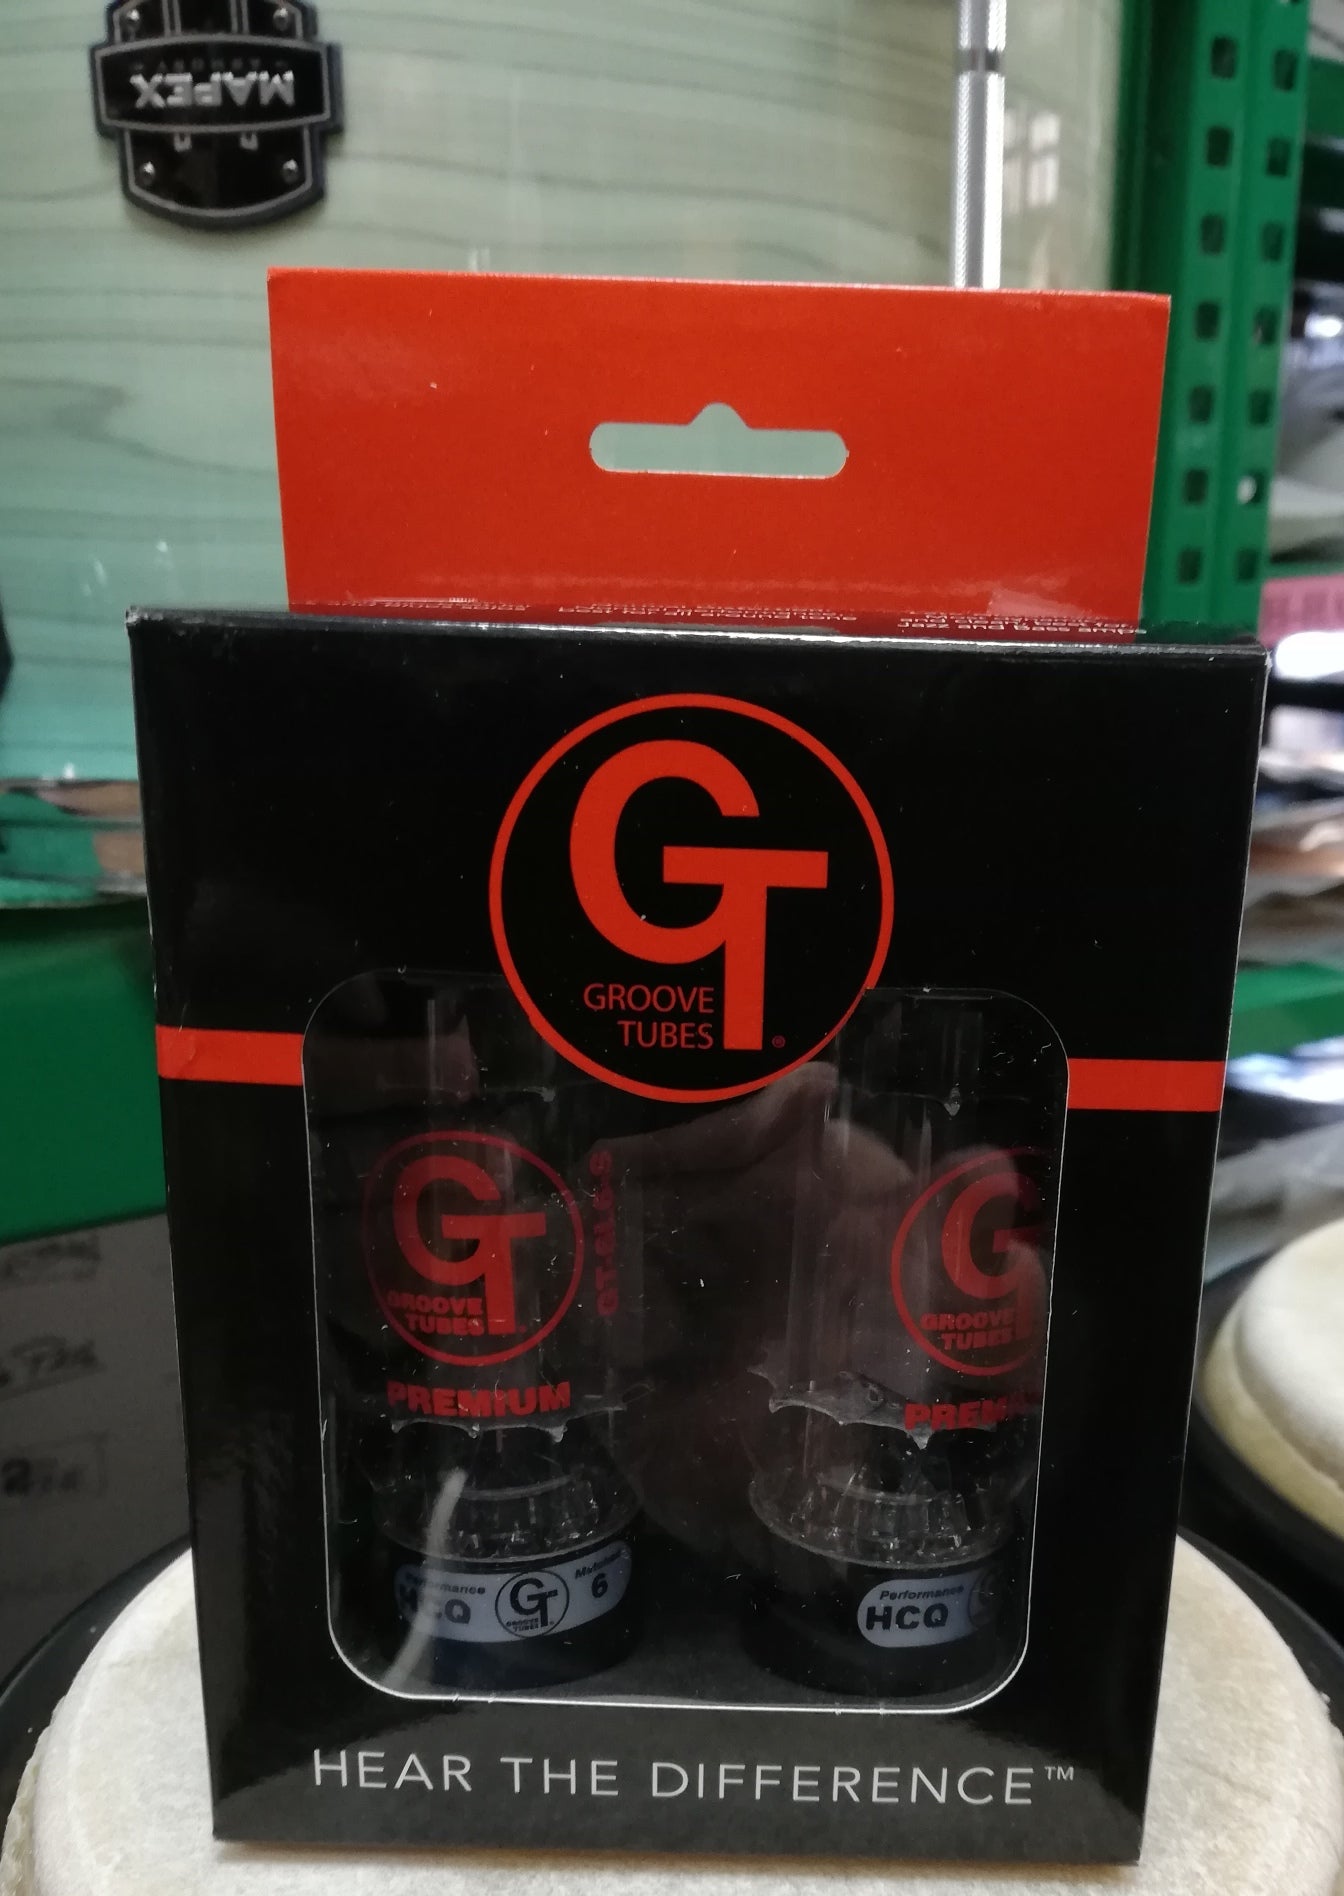 MAPEX
GT
GROOVE
TUBES
®
GT
GROOVE
TUBES
PREMIUM
GT-6L6-S
GT
GROOVE
TUBES
Performance
HCQ
GT
GROOVE
TUBES
6
Performance
HCQ
HEAR THE DIFFERENCE™